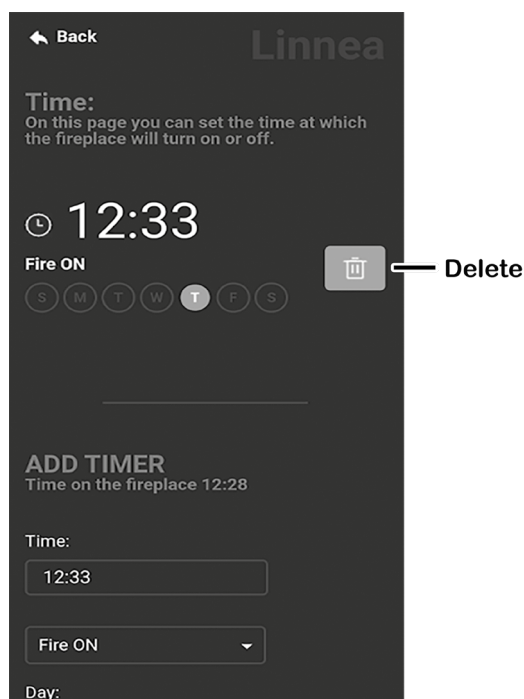 Back
Linnea
Time:
On this page you can set the time at which
the fireplace will turn on or off.
12:33
Fire ON
Delete
S M T W T F S
ADD TIMER
Time on the fireplace 12:28
Time:
12:33
Fire ON
Day: